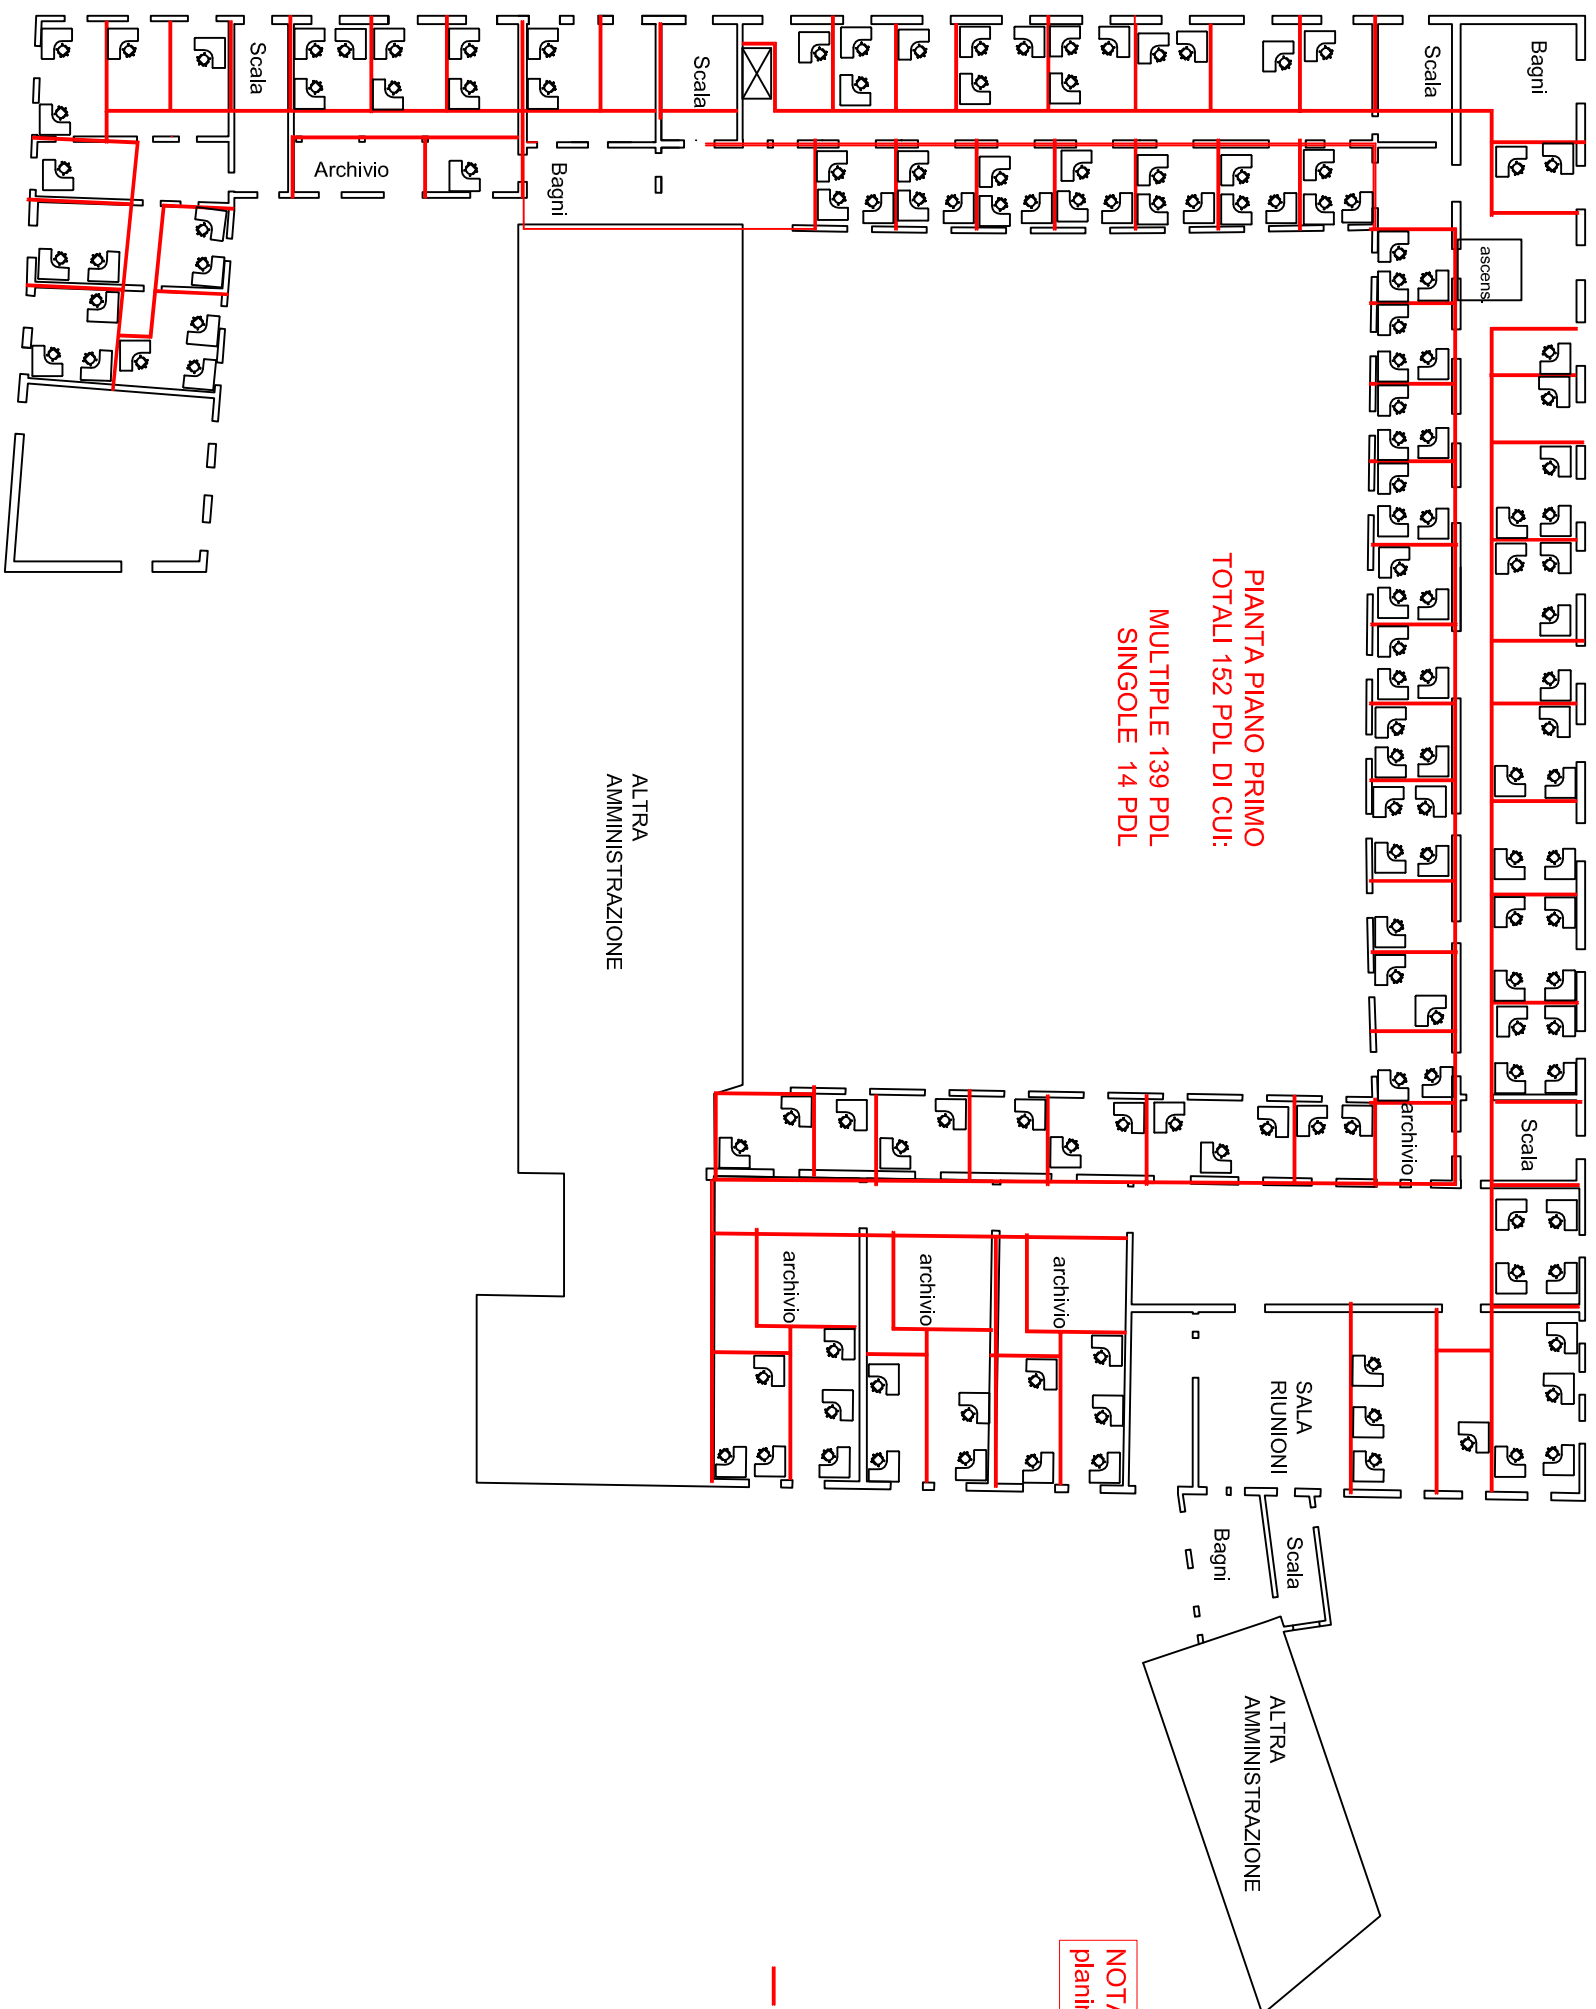 Bagni
Scala
Scala
Scala
Archivio
Bagni
ascens.
PIANTA PIANO PRIMO
TOTALI 152 PDL DI CUI:
MULTIPLE 139 PDL
SINGOLE 14 PDL
ALTRA
AMMINISTRAZIONE
archivio
Scala
archivio
archivio
archivio
SALA
RIUNIONI
Bagni
Scala
ALTRA
AMMINISTRAZIONE